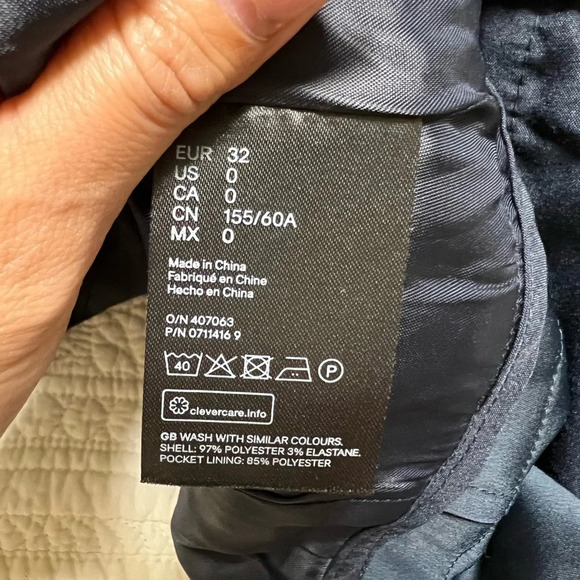 EUR 32
US 0
CA 0
CN 155/60A
MX 0
Made in China
Fabriqué en Chine
Hecho en China
O/N 407063
P/N 0711416 9
40
P
clevercare.info
GB WASH WITH SIMILAR COLOURS.
SHELL: 97% POLYESTER 3% ELASTANE.
POCKET LINING: 85% POLYESTER